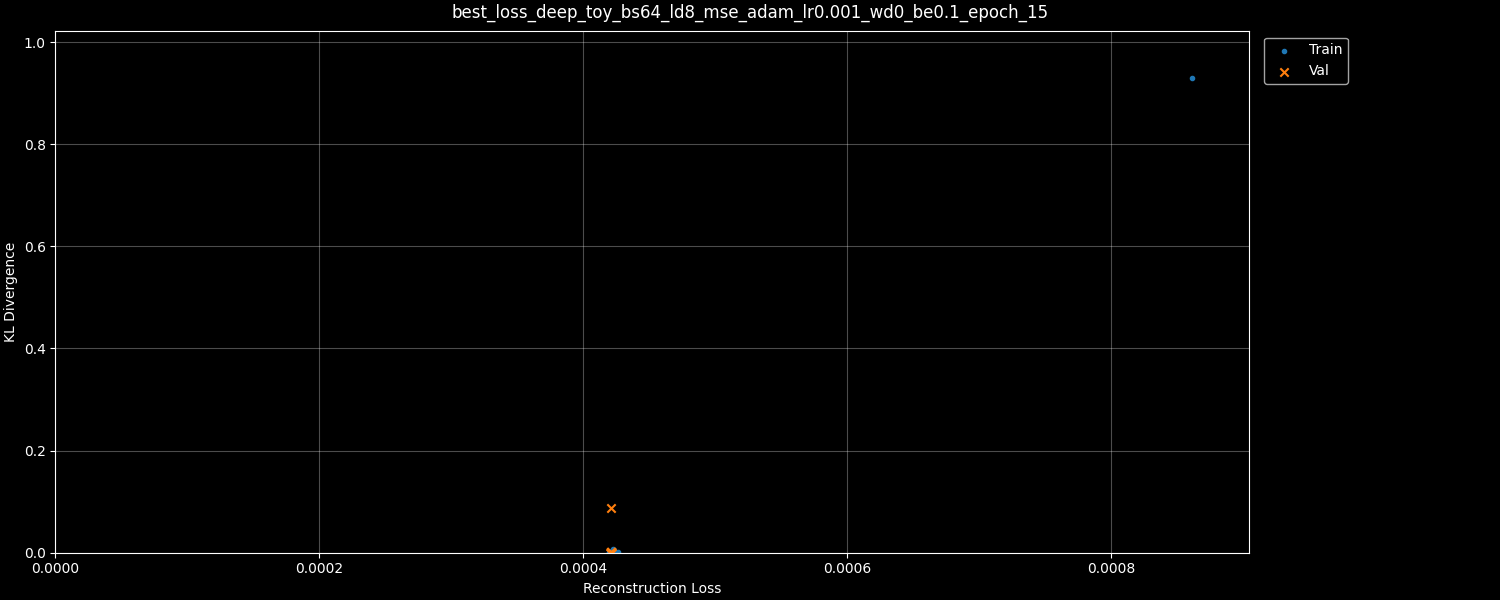 best_loss_deep_toy_bs64_ld8_mse_adam_lr0.001_wd0_be0.1_epoch_15
Train
Val
1.0
0.8
0.6
0.4
0.2
0.0
KL Divergence
0.0000
0.0002
0.0004
0.0006
0.0008
Reconstruction Loss